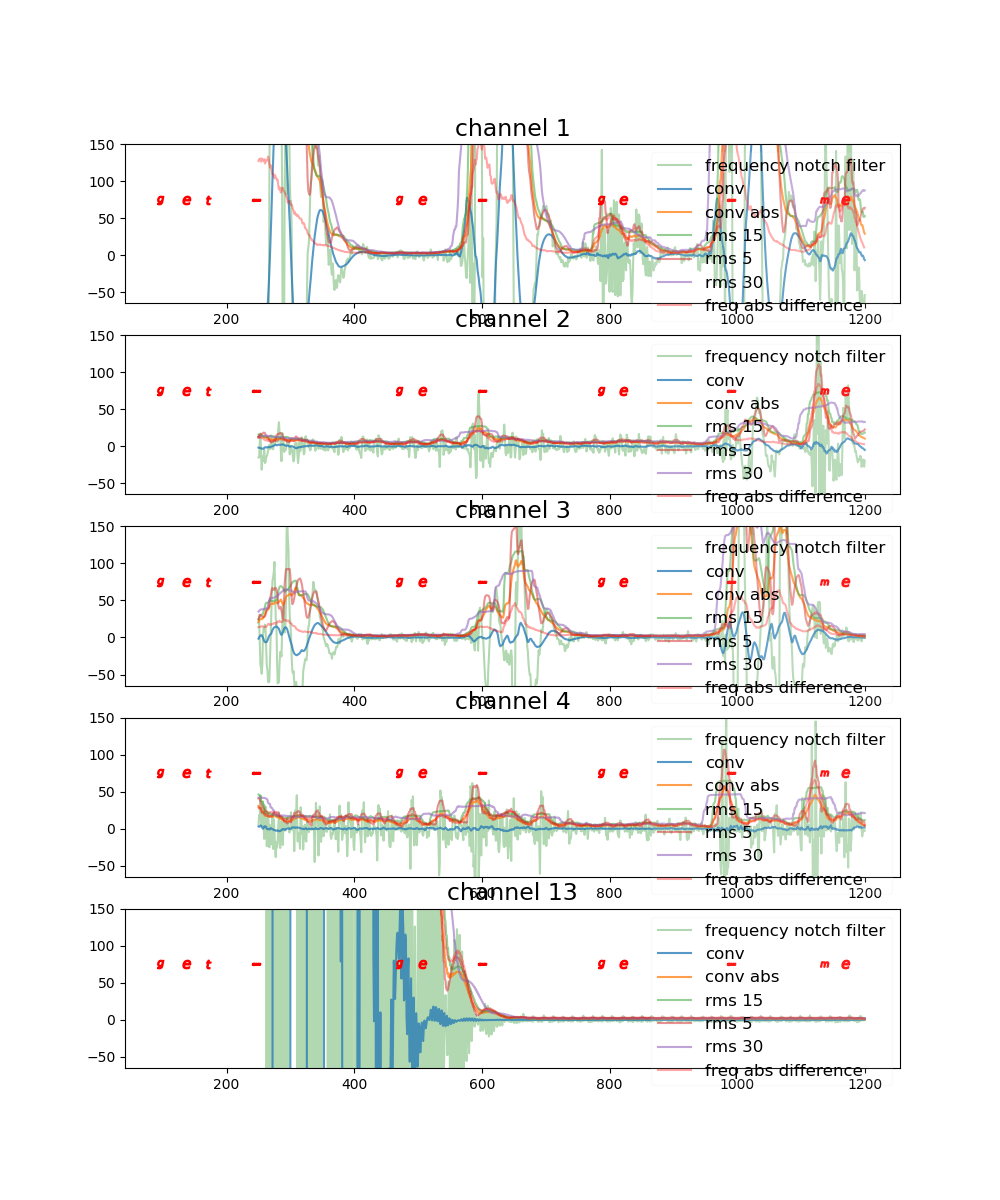 channel 1
150
100
50
0
−50
g e t - g e - g e - m e
frequency notch filter
conv
conv abs
rms 15
rms 5
rms 30
freq abs difference
200 400 600 800 1000 1200
channel 2
150
100
50
0
−50
g e t - g e - g e - m e
frequency notch filter
conv
conv abs
rms 15
rms 5
rms 30
freq abs difference
200 400 600 800 1000 1200
channel 3
150
100
50
0
−50
g e t - g e - g e - m e
frequency notch filter
conv
conv abs
rms 15
rms 5
rms 30
freq abs difference
200 400 600 800 1000 1200
channel 4
150
100
50
0
−50
g e t - g e - g e - m e
frequency notch filter
conv
conv abs
rms 15
rms 5
rms 30
freq abs difference
200 400 600 800 1000 1200
channel 13
150
100
50
0
−50
g e t - g e - g e - m e
frequency notch filter
conv
conv abs
rms 15
rms 5
rms 30
freq abs difference
200 400 600 800 1000 1200